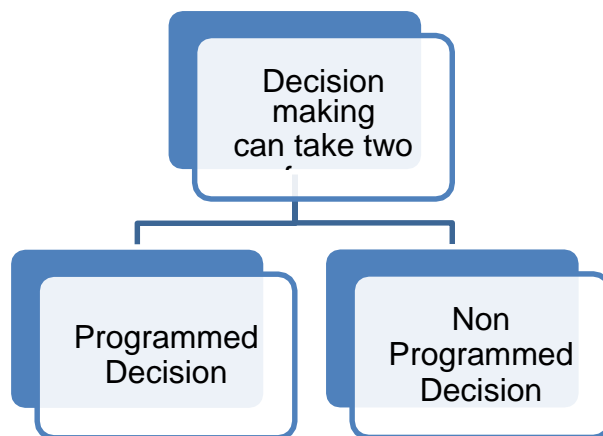 Decision
making
can take two
Programmed
Decision
Non
Programmed
Decision